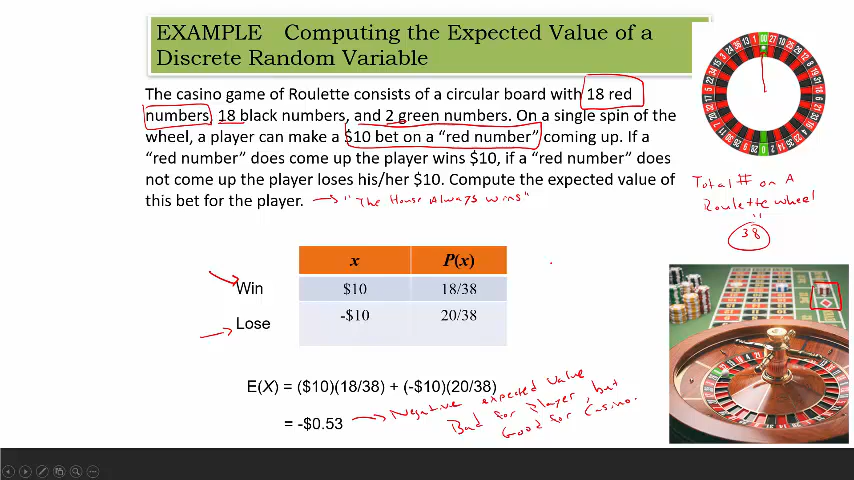 EXAMPLE Computing the Expected Value of a
Discrete Random Variable
The casino game of Roulette consists of a circular board with 18 red
numbers, 18 black numbers, and 2 green numbers. On a single spin of the
wheel, a player can make a $10 bet on a “red number” coming up. If a
“red number” does come up the player wins $10, if a “red number” does
not come up the player loses his/her $10. Compute the expected value of
this bet for the player. → "The House Always Wins"
Total # on A
Roulette wheel
38
x P(x)
Win $10 18/38
Lose -$10 20/38
E(X) = ($10)(18/38) + (-$10)(20/38)
= -$0.53 → Negative expected value
Bad for Player, but
Good for Casino.